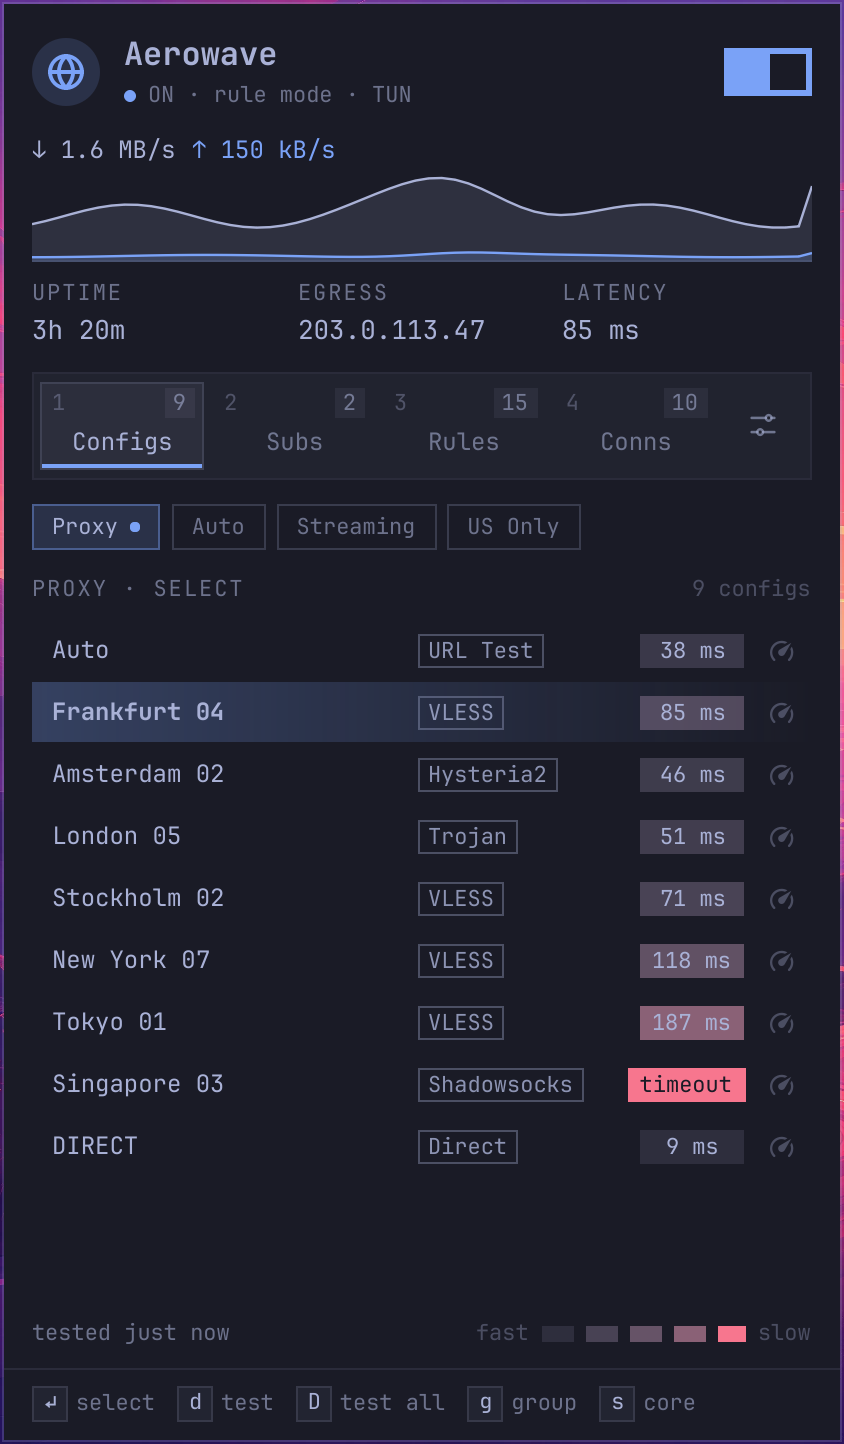 Aerowave
ON · rule mode · TUN
↓ 1.6 MB/s ↑ 150 kB/s
UPTIME EGRESS LATENCY
3h 20m 203.0.113.47 85 ms
1 9 2 2 3 15 4 10
Configs Subs Rules Conns
Proxy Auto Streaming US Only
PROXY · SELECT 9 configs
Auto URL Test 38 ms
Frankfurt 04 VLESS 85 ms
Amsterdam 02 Hysteria2 46 ms
London 05 Trojan 51 ms
Stockholm 02 VLESS 71 ms
New York 07 VLESS 118 ms
Tokyo 01 VLESS 187 ms
Singapore 03 Shadowsocks timeout
DIRECT Direct 9 ms
tested just now fast slow
↵ select d test D test all g group s core